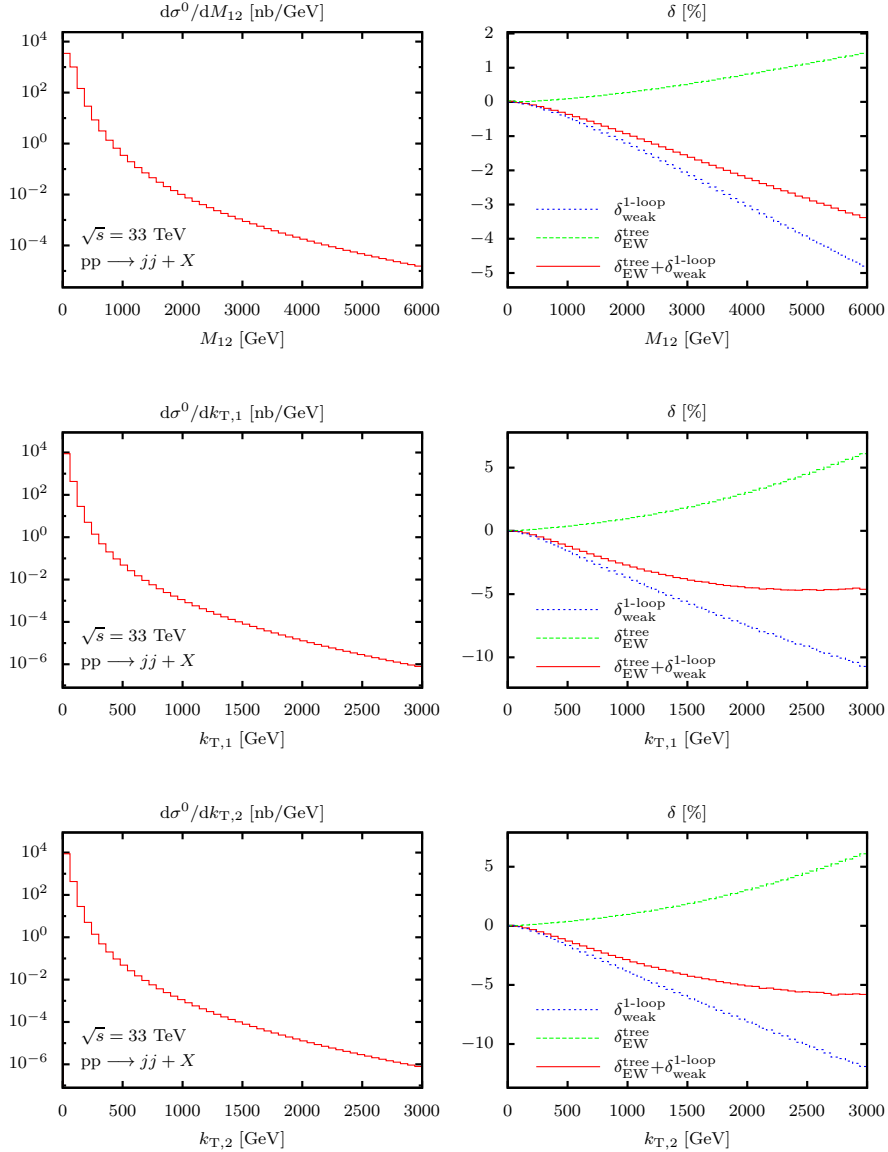 dσ⁰/dM₁₂ [nb/GeV]
10⁴
10²
10⁰
10⁻²
10⁻⁴
√s = 33 TeV
pp ⟶ jj + X
0 1000 2000 3000 4000 5000 6000
M₁₂ [GeV]
δ [%]
2
1
0
−1
−2
−3
−4
−5
δ^{1-loop}_{weak}
δ^{tree}_{EW}
δ^{tree}_{EW}+δ^{1-loop}_{weak}
0 1000 2000 3000 4000 5000 6000
M₁₂ [GeV]
dσ⁰/dk_{T,1} [nb/GeV]
10⁴
10²
10⁰
10⁻²
10⁻⁴
10⁻⁶
√s = 33 TeV
pp ⟶ jj + X
0 500 1000 1500 2000 2500 3000
k_{T,1} [GeV]
δ [%]
5
0
−5
−10
δ^{1-loop}_{weak}
δ^{tree}_{EW}
δ^{tree}_{EW}+δ^{1-loop}_{weak}
0 500 1000 1500 2000 2500 3000
k_{T,1} [GeV]
dσ⁰/dk_{T,2} [nb/GeV]
10⁴
10²
10⁰
10⁻²
10⁻⁴
10⁻⁶
√s = 33 TeV
pp ⟶ jj + X
0 500 1000 1500 2000 2500 3000
k_{T,2} [GeV]
δ [%]
5
0
−5
−10
δ^{1-loop}_{weak}
δ^{tree}_{EW}
δ^{tree}_{EW}+δ^{1-loop}_{weak}
0 500 1000 1500 2000 2500 3000
k_{T,2} [GeV]